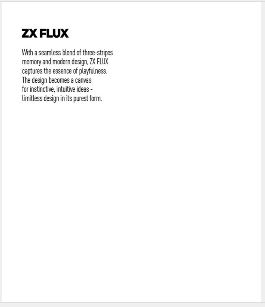 ZX FLUX
With a seamless blend of three-stripes
memory and modern design, ZX FLUX
captures the essence of playfulness.
The design becomes a canvas
for instinctive, intuitive ideas -
limitless design in its purest form.